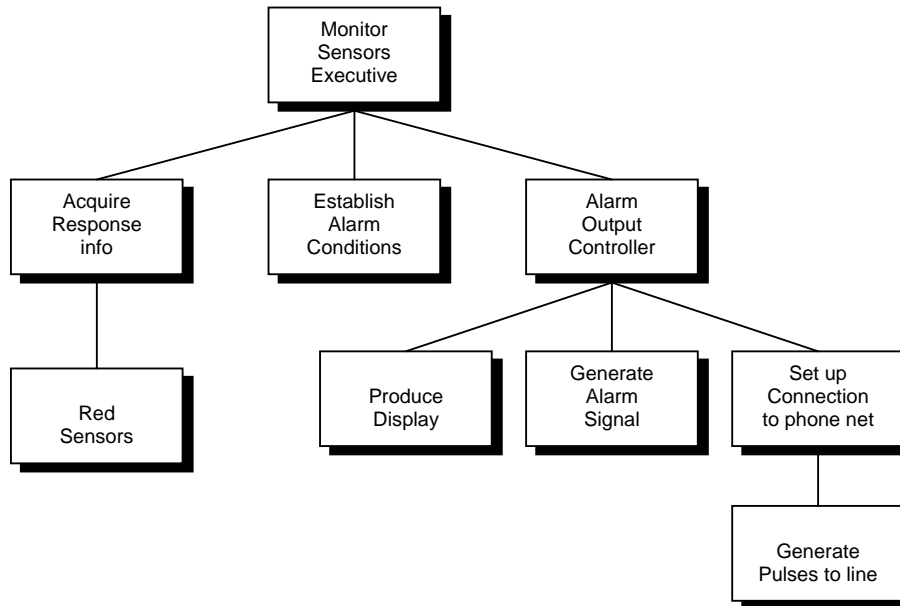 Monitor
Sensors
Executive
Acquire
Response
info
Establish
Alarm
Conditions
Alarm
Output
Controller
Red
Sensors
Produce
Display
Generate
Alarm
Signal
Set up
Connection
to phone net
Generate
Pulses to line